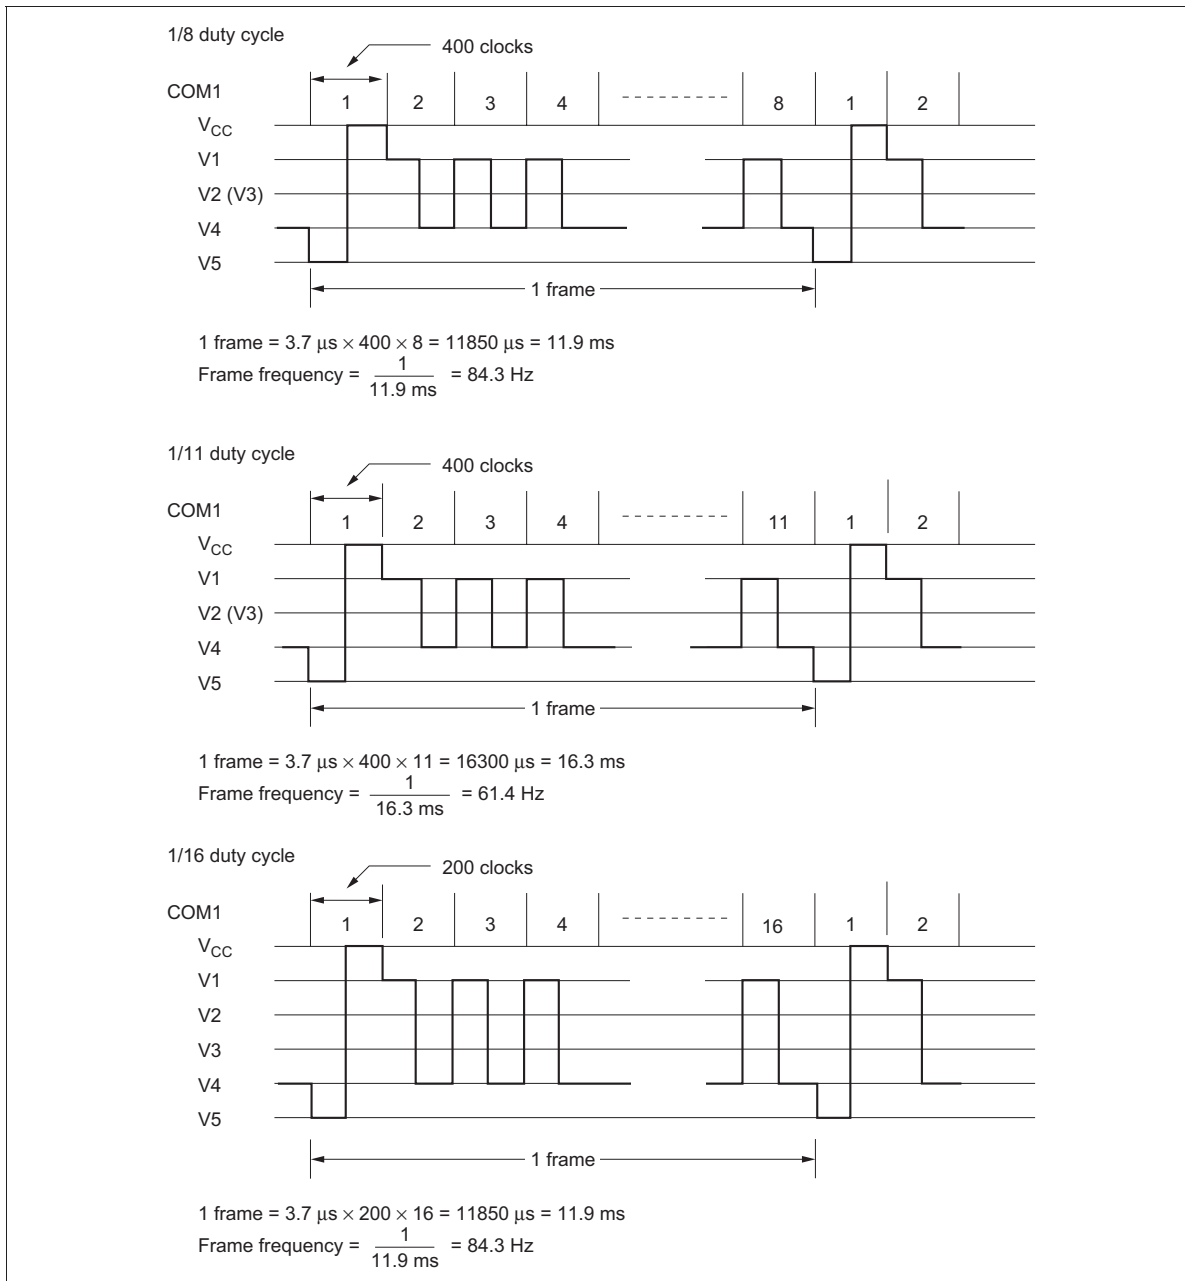 1/8 duty cycle
400 clocks
COM1
1 2 3 4 8 1 2
VCC
V1
V2 (V3)
V4
V5
1 frame
1 frame = 3.7 μs × 400 × 8 = 11850 μs = 11.9 ms
Frame frequency = 1 / 11.9 ms = 84.3 Hz
1/11 duty cycle
400 clocks
COM1
1 2 3 4 11 1 2
VCC
V1
V2 (V3)
V4
V5
1 frame
1 frame = 3.7 μs × 400 × 11 = 16300 μs = 16.3 ms
Frame frequency = 1 / 16.3 ms = 61.4 Hz
1/16 duty cycle
200 clocks
COM1
1 2 3 4 16 1 2
VCC
V1
V2
V3
V4
V5
1 frame
1 frame = 3.7 μs × 200 × 16 = 11850 μs = 11.9 ms
Frame frequency = 1 / 11.9 ms = 84.3 Hz